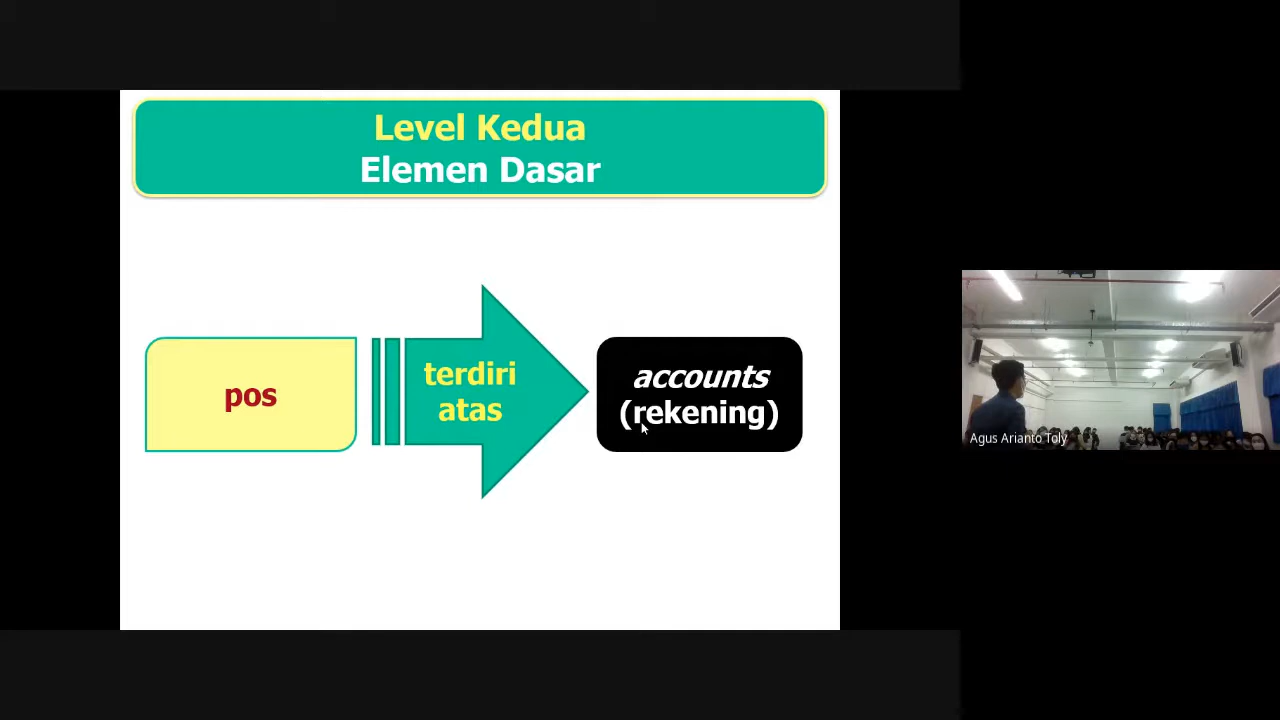 Level Kedua
Elemen Dasar
pos
terdiri
atas
accounts
(rekening)
Agus Arianto Toly